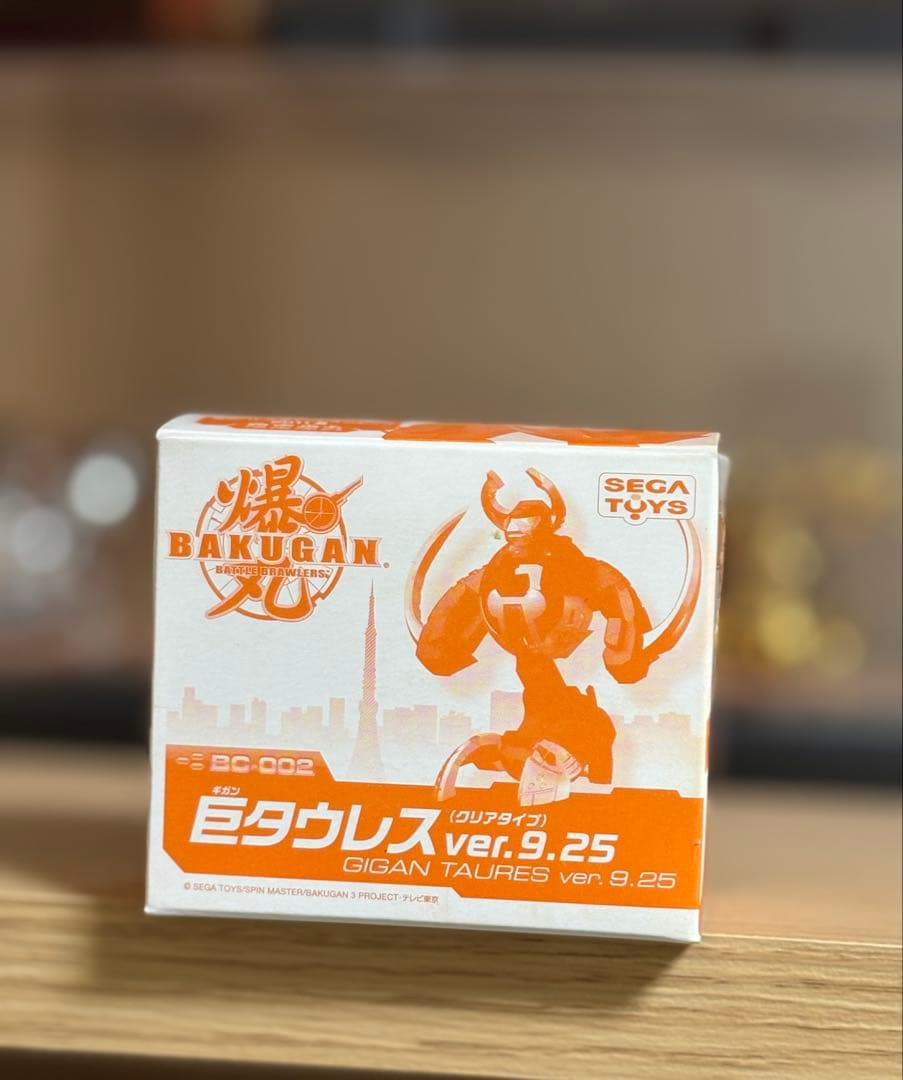 爆
BAKUGAN®
BATTLE BRAWLERS™
丸
SEGA
TOYS
BC-002
ギガン
巨タウレス(クリアタイプ)ver.9.25
GIGAN TAURES ver. 9.25
© SEGA TOYS/SPIN MASTER/BAKUGAN 3 PROJECT・テレビ東京